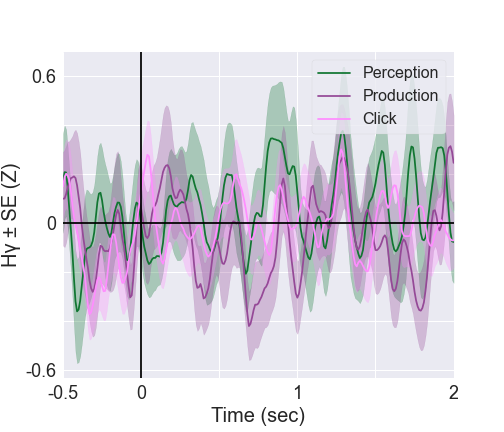 Perception
Production
Click
0.6
0
-0.6
Hγ ± SE (Z)
-0.5
0
1
2
Time (sec)